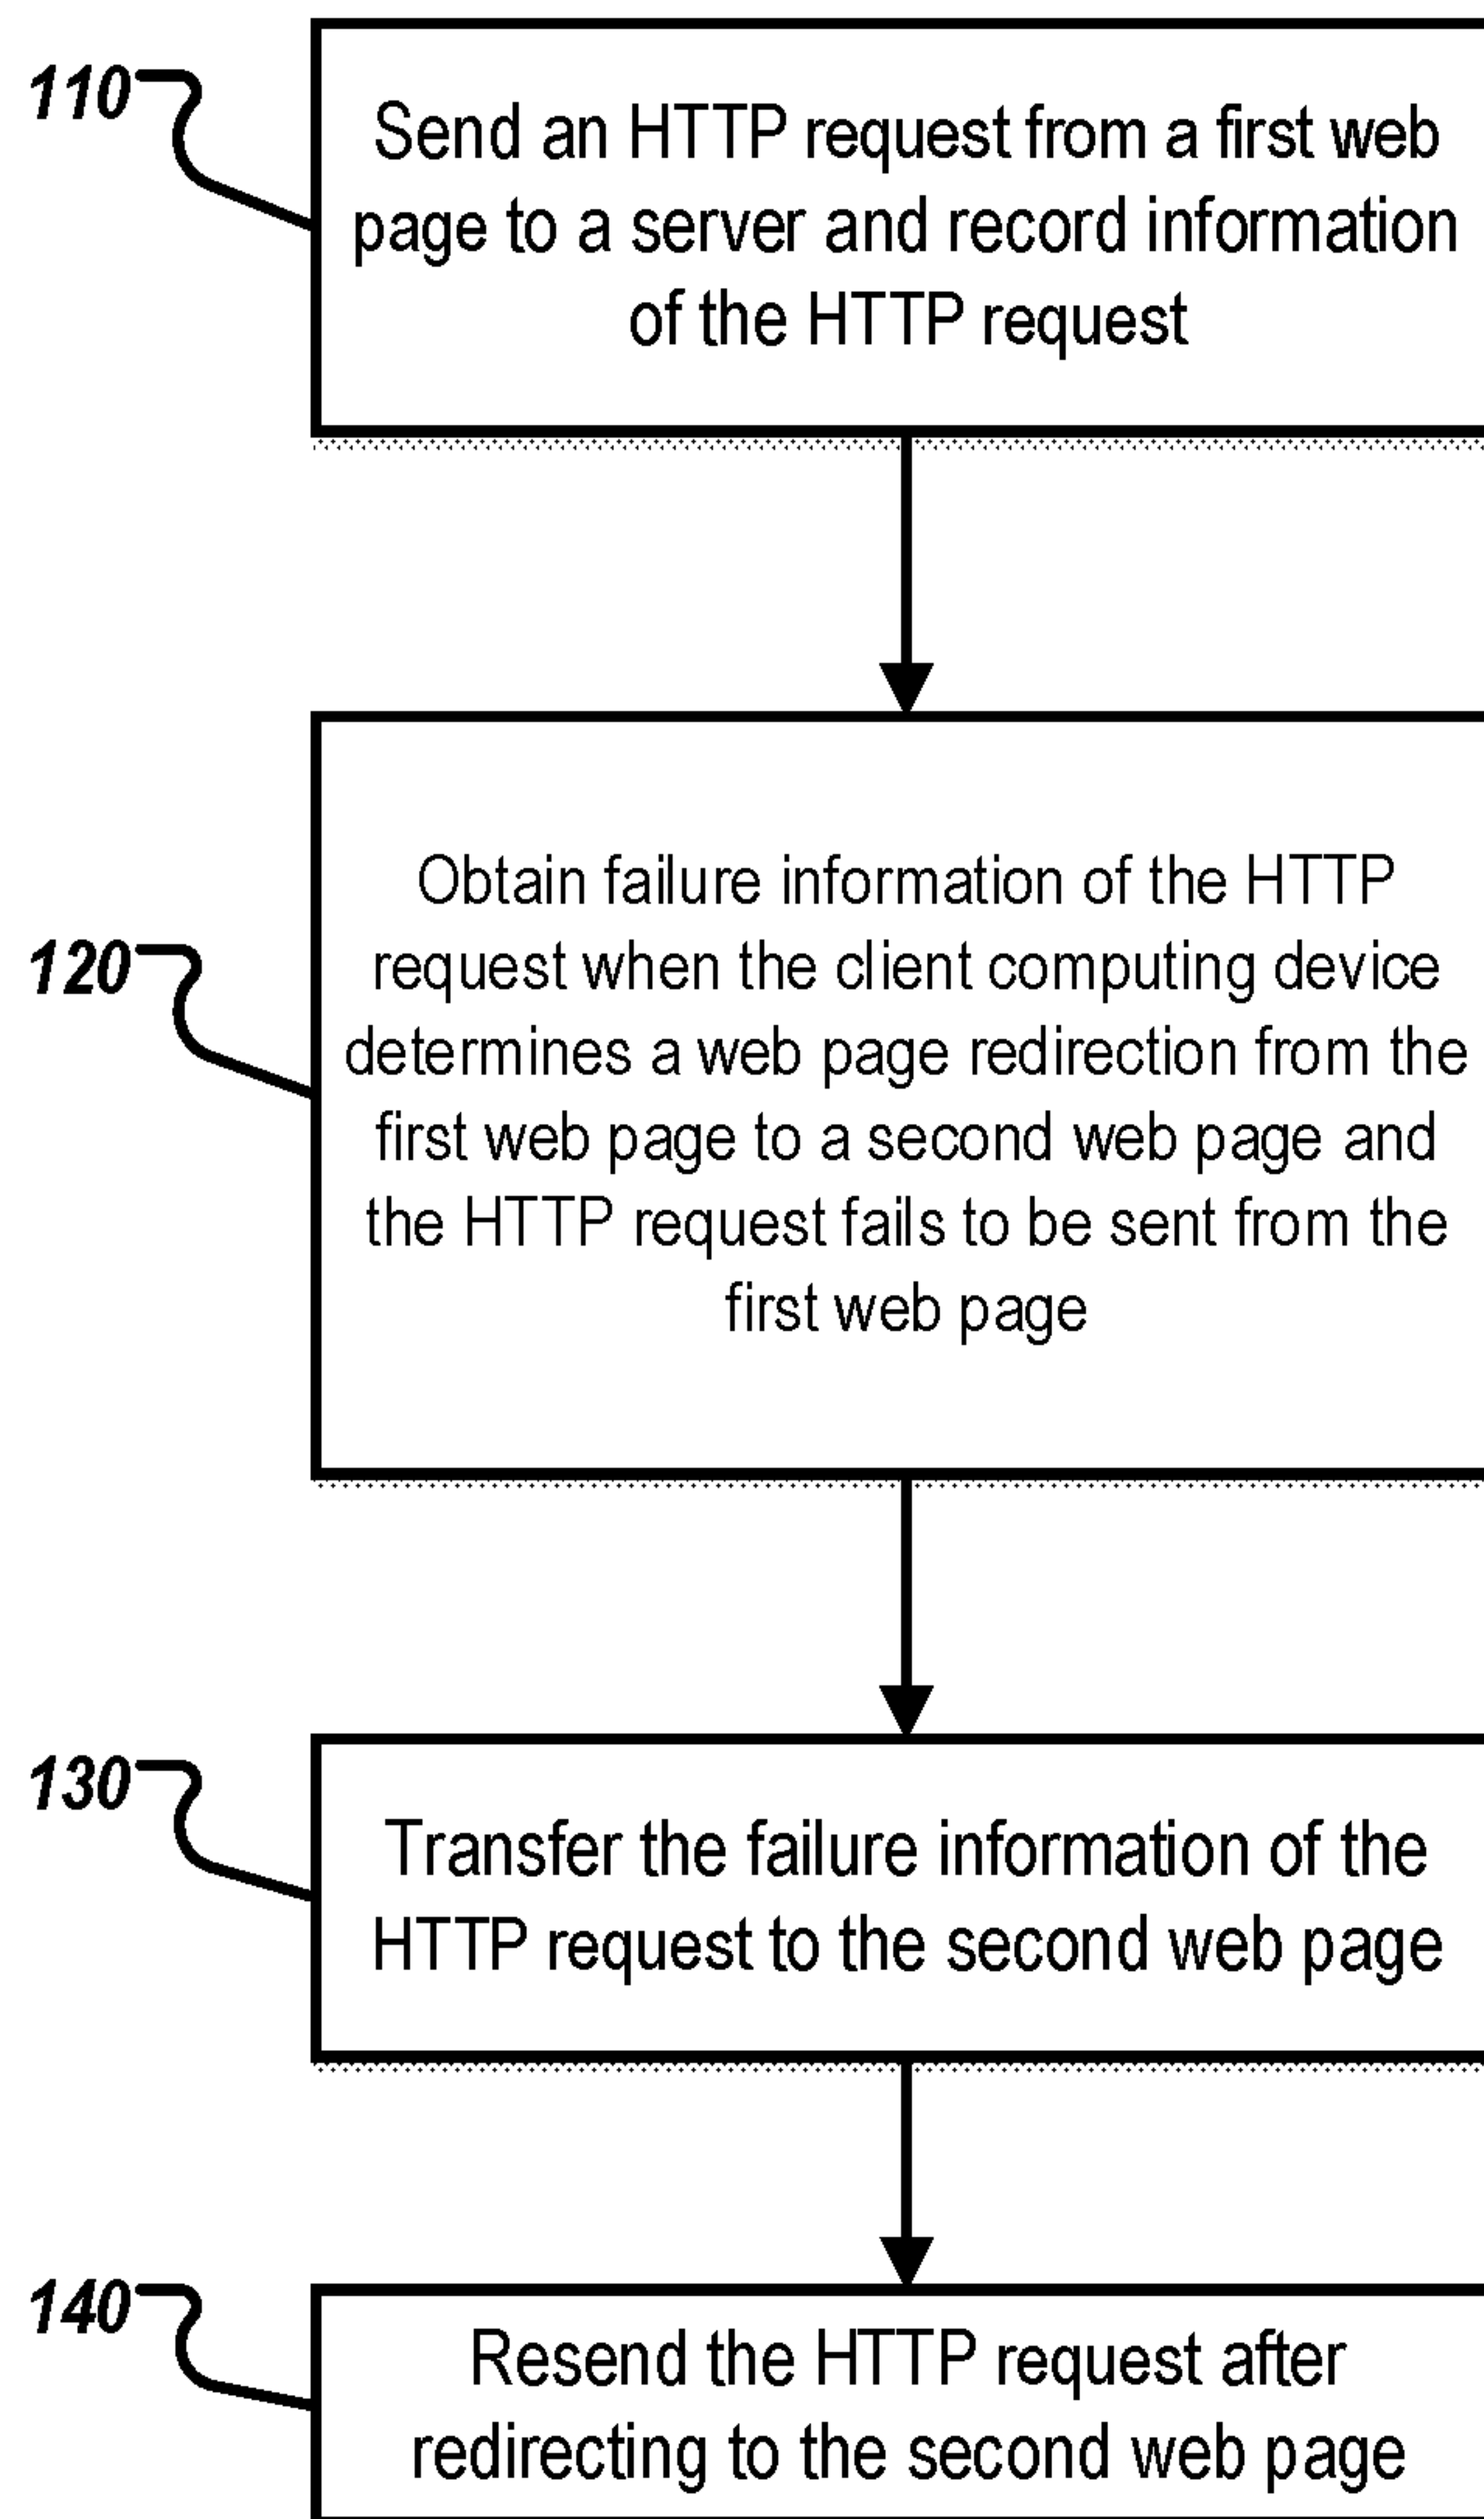 110
Send an HTTP request from a first web
page to a server and record information
of the HTTP request
120
Obtain failure information of the HTTP
request when the client computing device
determines a web page redirection from the
first web page to a second web page and
the HTTP request fails to be sent from the
first web page
130
Transfer the failure information of the
HTTP request to the second web page
140
Resend the HTTP request after
redirecting to the second web page